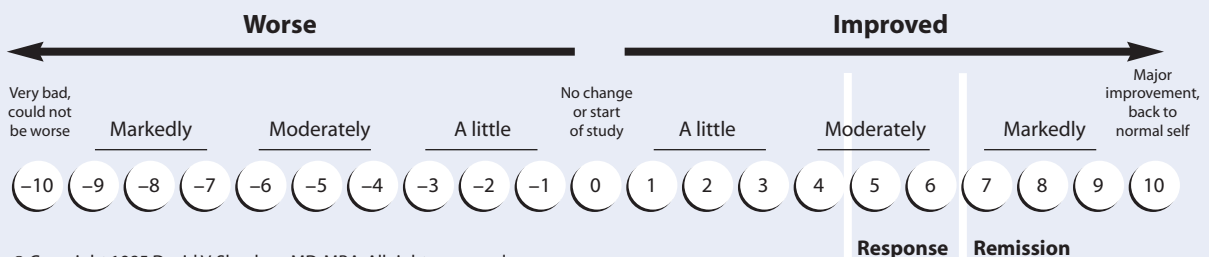 Worse
Improved
Very bad,
could not
be worse
Markedly
Moderately
A little
No change
or start
of study
A little
Moderately
Markedly
Major
improvement,
back to
normal self
–10 –9 –8 –7 –6 –5 –4 –3 –2 –1 0 1 2 3 4 5 6 7 8 9 10
Response
Remission